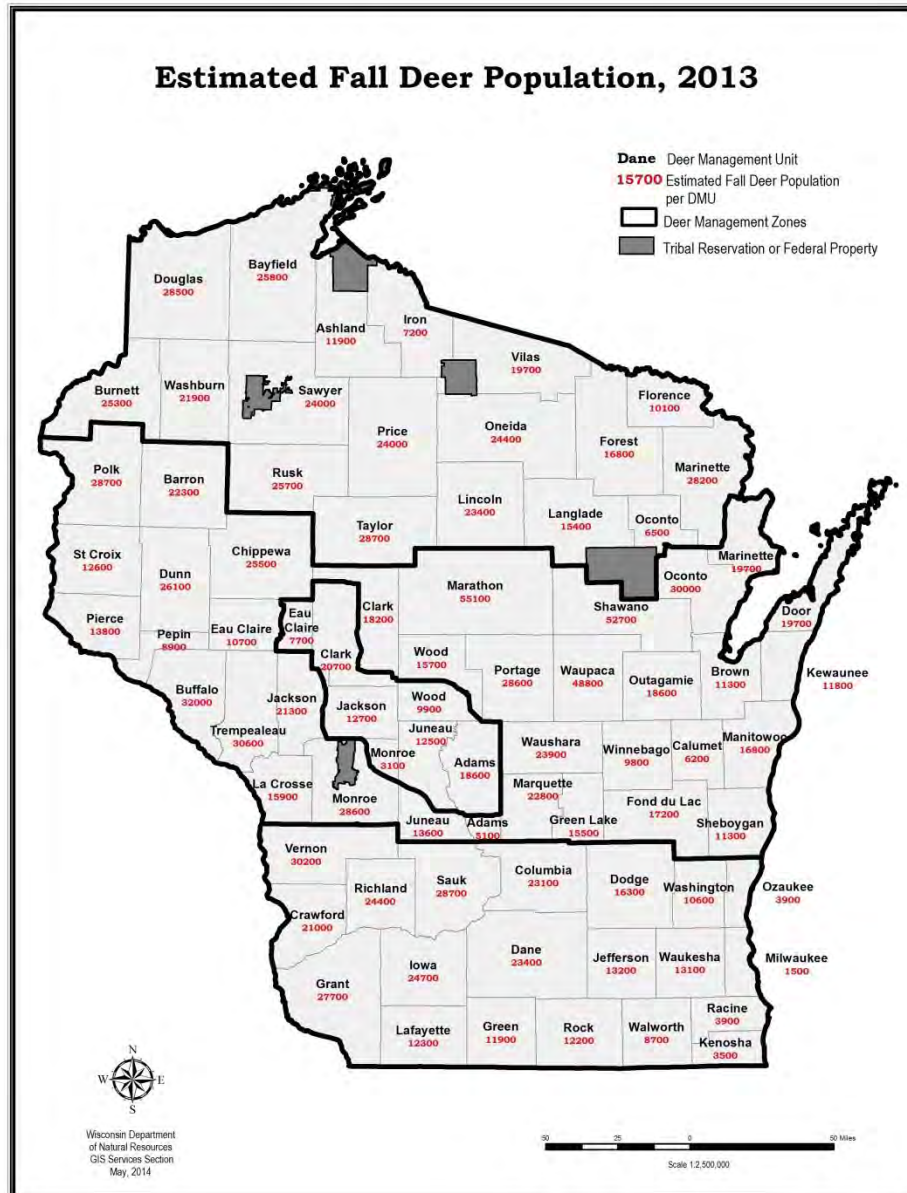 Estimated Fall Deer Population, 2013
Dane Deer Management Unit
15700 Estimated Fall Deer Population
per DMU
Deer Management Zones
Tribal Reservation or Federal Property
Douglas
28500
Bayfield
25800
Ashland
11900
Iron
7200
Vilas
19700
Burnett
25300
Washburn
21900
Sawyer
24000
Price
24000
Oneida
24400
Forest
16800
Florence
10100
Marinette
28200
Polk
28700
Barron
22300
Rusk
25700
Taylor
28700
Lincoln
23400
Langlade
15400
Oconto
6500
St Croix
12600
Dunn
26100
Chippewa
25500
Marathon
55100
Shawano
52700
Oconto
30000
Marinette
19700
Door
19700
Pierce
13800
Pepin
8900
Eau Claire
10700
Eau
Claire
7700
Clark
18200
Clark
20700
Wood
15700
Portage
28600
Waupaca
48800
Outagamie
18600
Brown
11300
Kewaunee
11800
Buffalo
32000
Trempealeau
30600
Jackson
21300
Jackson
12700
Wood
9900
Juneau
12500
Monroe
3100
Adams
18600
Waushara
23900
Winnebago
9800
Calumet
6200
Manitowoc
16800
La Crosse
15900
Monroe
28600
Juneau
13600
Adams
5100
Marquette
22800
Green Lake
15500
Fond du Lac
17200
Sheboygan
11300
Vernon
30200
Richland
24400
Sauk
28700
Columbia
23100
Dodge
16300
Washington
10600
Ozaukee
3900
Crawford
21000
Grant
27700
Iowa
24700
Dane
23400
Jefferson
13200
Waukesha
13100
Milwaukee
1500
Lafayette
12300
Green
11900
Rock
12200
Walworth
8700
Racine
3900
Kenosha
3500
N
W E
S
Wisconsin Department
of Natural Resources
GIS Services Section
May, 2014
50 25 0 50 Miles
Scale 1:2,500,000